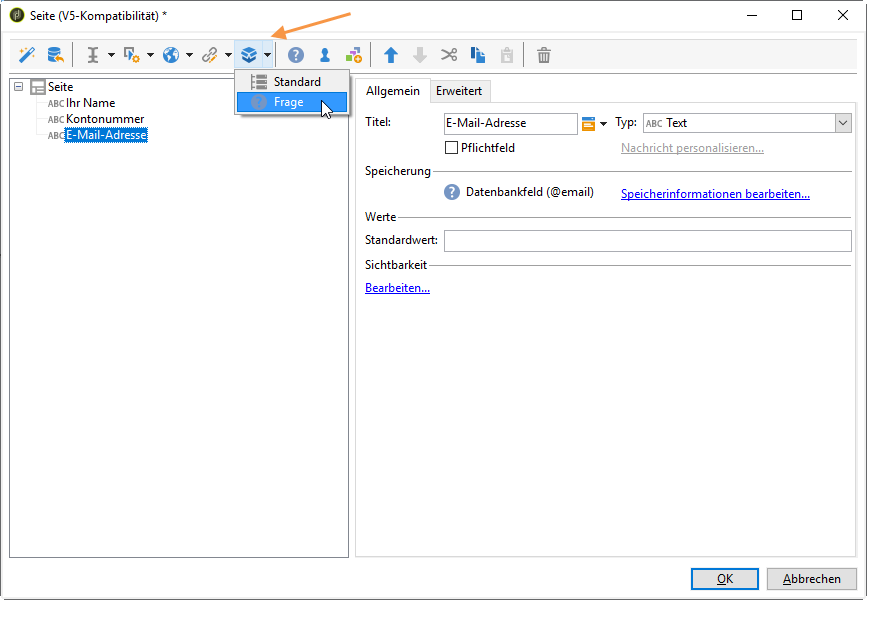 Seite (V5-Kompatibilität) *
Standard
Frage
Seite
ABC Ihr Name
ABC Kontonummer
ABC E-Mail-Adresse
Allgemein Erweitert
Titel: E-Mail-Adresse Typ: ABC Text
Pflichtfeld Nachricht personalisieren...
Speicherung
Datenbankfeld (@email) Speicherinformationen bearbeiten...
Werte
Standardwert:
Sichtbarkeit
Bearbeiten...
OK Abbrechen